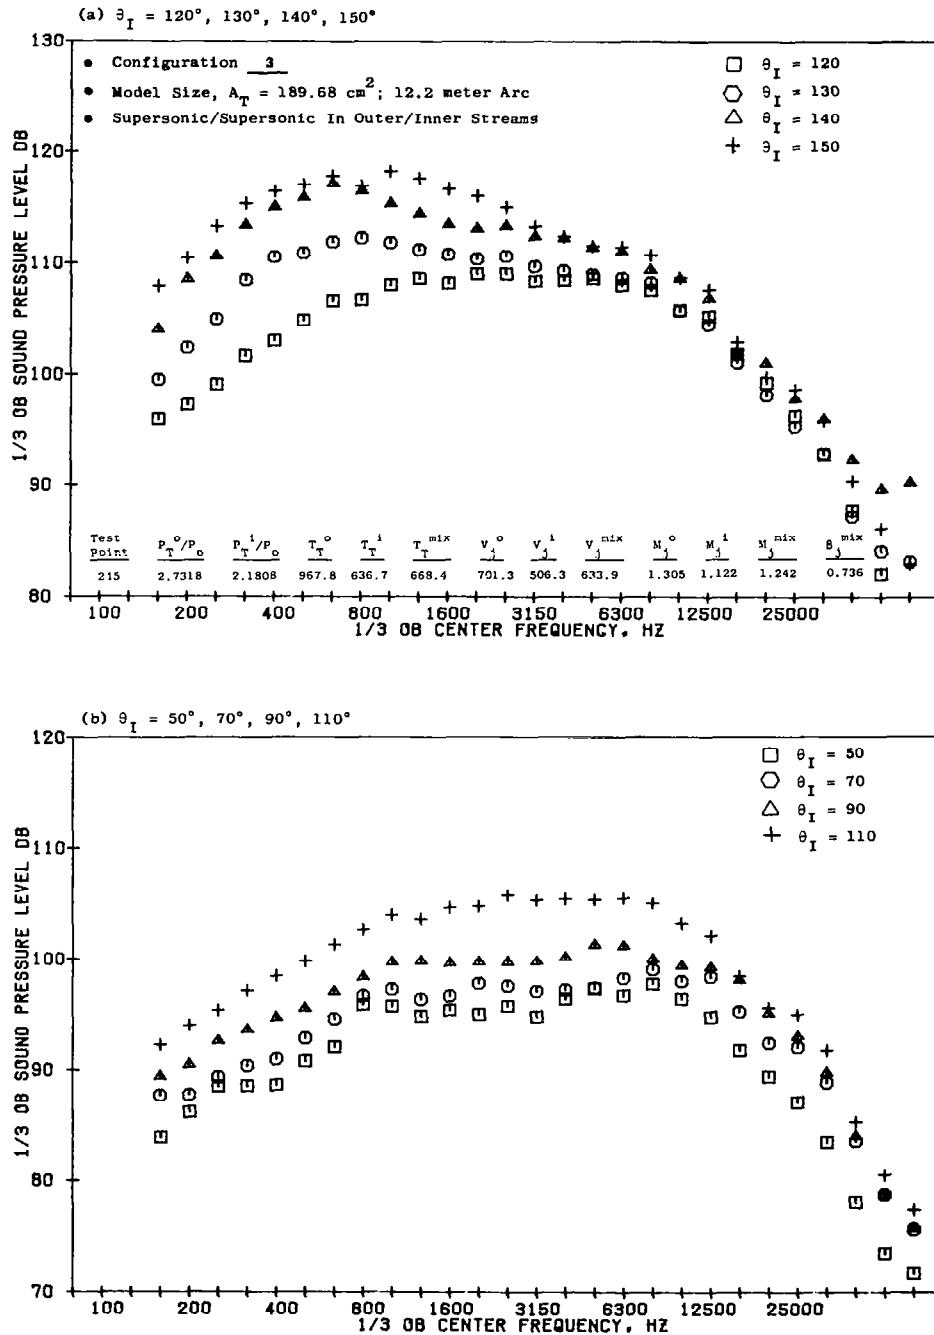 (a) θI = 120°, 130°, 140°, 150°
130
• Configuration 3
• Model Size, AT = 189.68 cm2; 12.2 meter Arc
• Supersonic/Supersonic In Outer/Inner Streams
θI = 120
θI = 130
θI = 140
θI = 150
120
110
100
90
80
1/3 OB SOUND PRESSURE LEVEL DB
Test Point PTo/Po PTi/Po TTo TTi TTmix Vjo Vji Vjmix Mjo Mji Mjmix βjmix
215 2.7318 2.1808 967.8 636.7 668.4 701.3 506.3 633.9 1.305 1.122 1.242 0.736
100 200 400 800 1600 3150 6300 12500 25000
1/3 OB CENTER FREQUENCY, HZ
(b) θI = 50°, 70°, 90°, 110°
120
θI = 50
θI = 70
θI = 90
θI = 110
110
100
90
80
70
1/3 OB SOUND PRESSURE LEVEL DB
100 200 400 800 1600 3150 6300 12500 25000
1/3 OB CENTER FREQUENCY, HZ